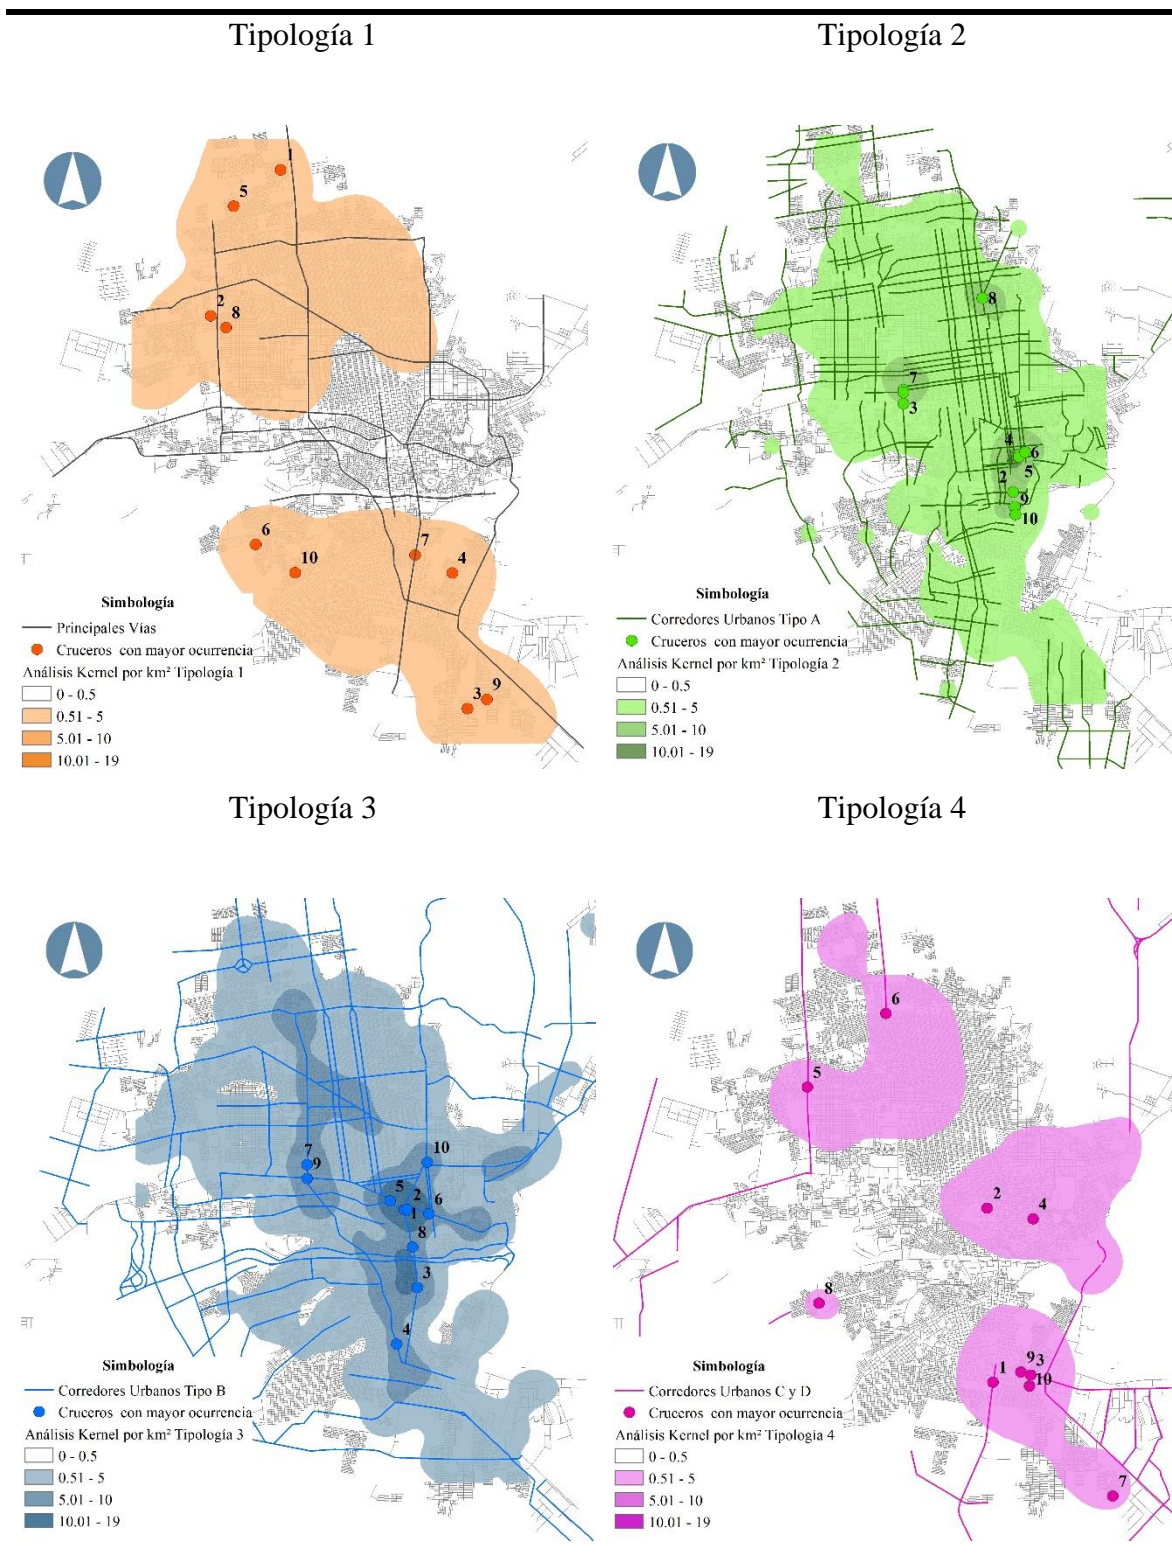 Tipología 1
Tipología 2
1
5
2
8
6
10
7
4
3
9
Simbología
Principales Vías
Cruceros con mayor ocurrencia
Análisis Kernel por km² Tipología 1
0 - 0.5
0.51 - 5
5.01 - 10
10.01 - 19
8
7
3
4
6
5
2
9
10
Simbología
Corredores Urbanos Tipo A
Cruceros con mayor ocurrencia
Análisis Kernel por km² Tipología 2
0 - 0.5
0.51 - 5
5.01 - 10
10.01 - 19
Tipología 3
Tipología 4
7
9
10
5
2
1
6
8
3
4
Simbología
Corredores Urbanos Tipo B
Cruceros con mayor ocurrencia
Análisis Kernel por km² Tipología 3
0 - 0.5
0.51 - 5
5.01 - 10
10.01 - 19
6
5
2
4
8
1
9
3
10
7
Simbología
Corredores Urbanos C y D
Cruceros con mayor ocurrencia
Análisis Kernel por km² Tipología 4
0 - 0.5
0.51 - 5
5.01 - 10
10.01 - 19